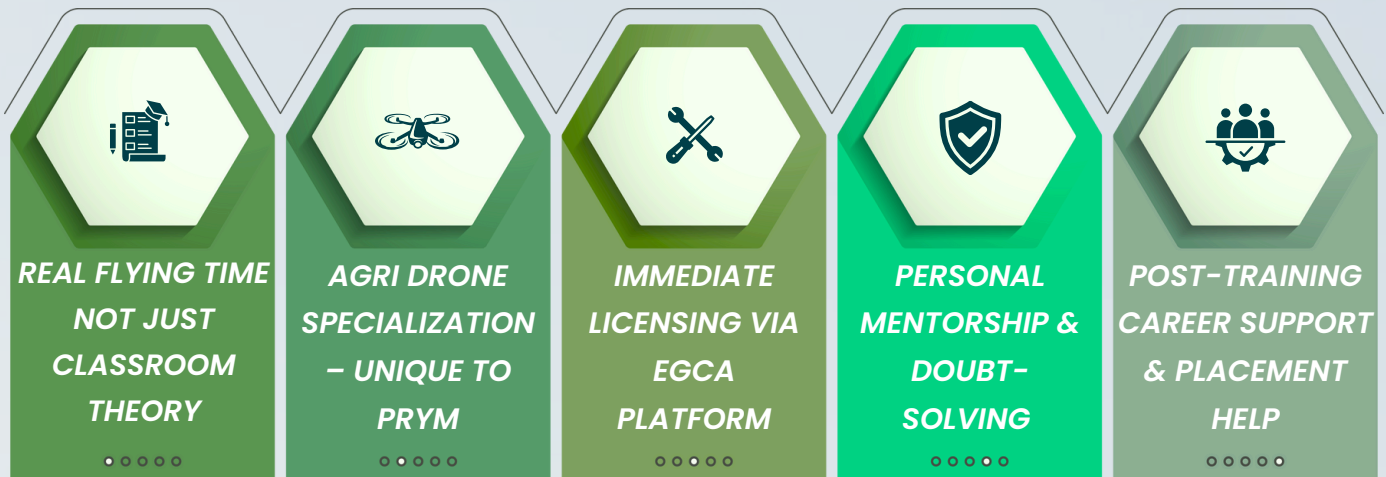 REAL FLYING TIME
NOT JUST
CLASSROOM
THEORY
AGRI DRONE
SPECIALIZATION
– UNIQUE TO
PRYM
IMMEDIATE
LICENSING VIA
EGCA
PLATFORM
PERSONAL
MENTORSHIP &
DOUBT-
SOLVING
POST-TRAINING
CAREER SUPPORT
& PLACEMENT
HELP